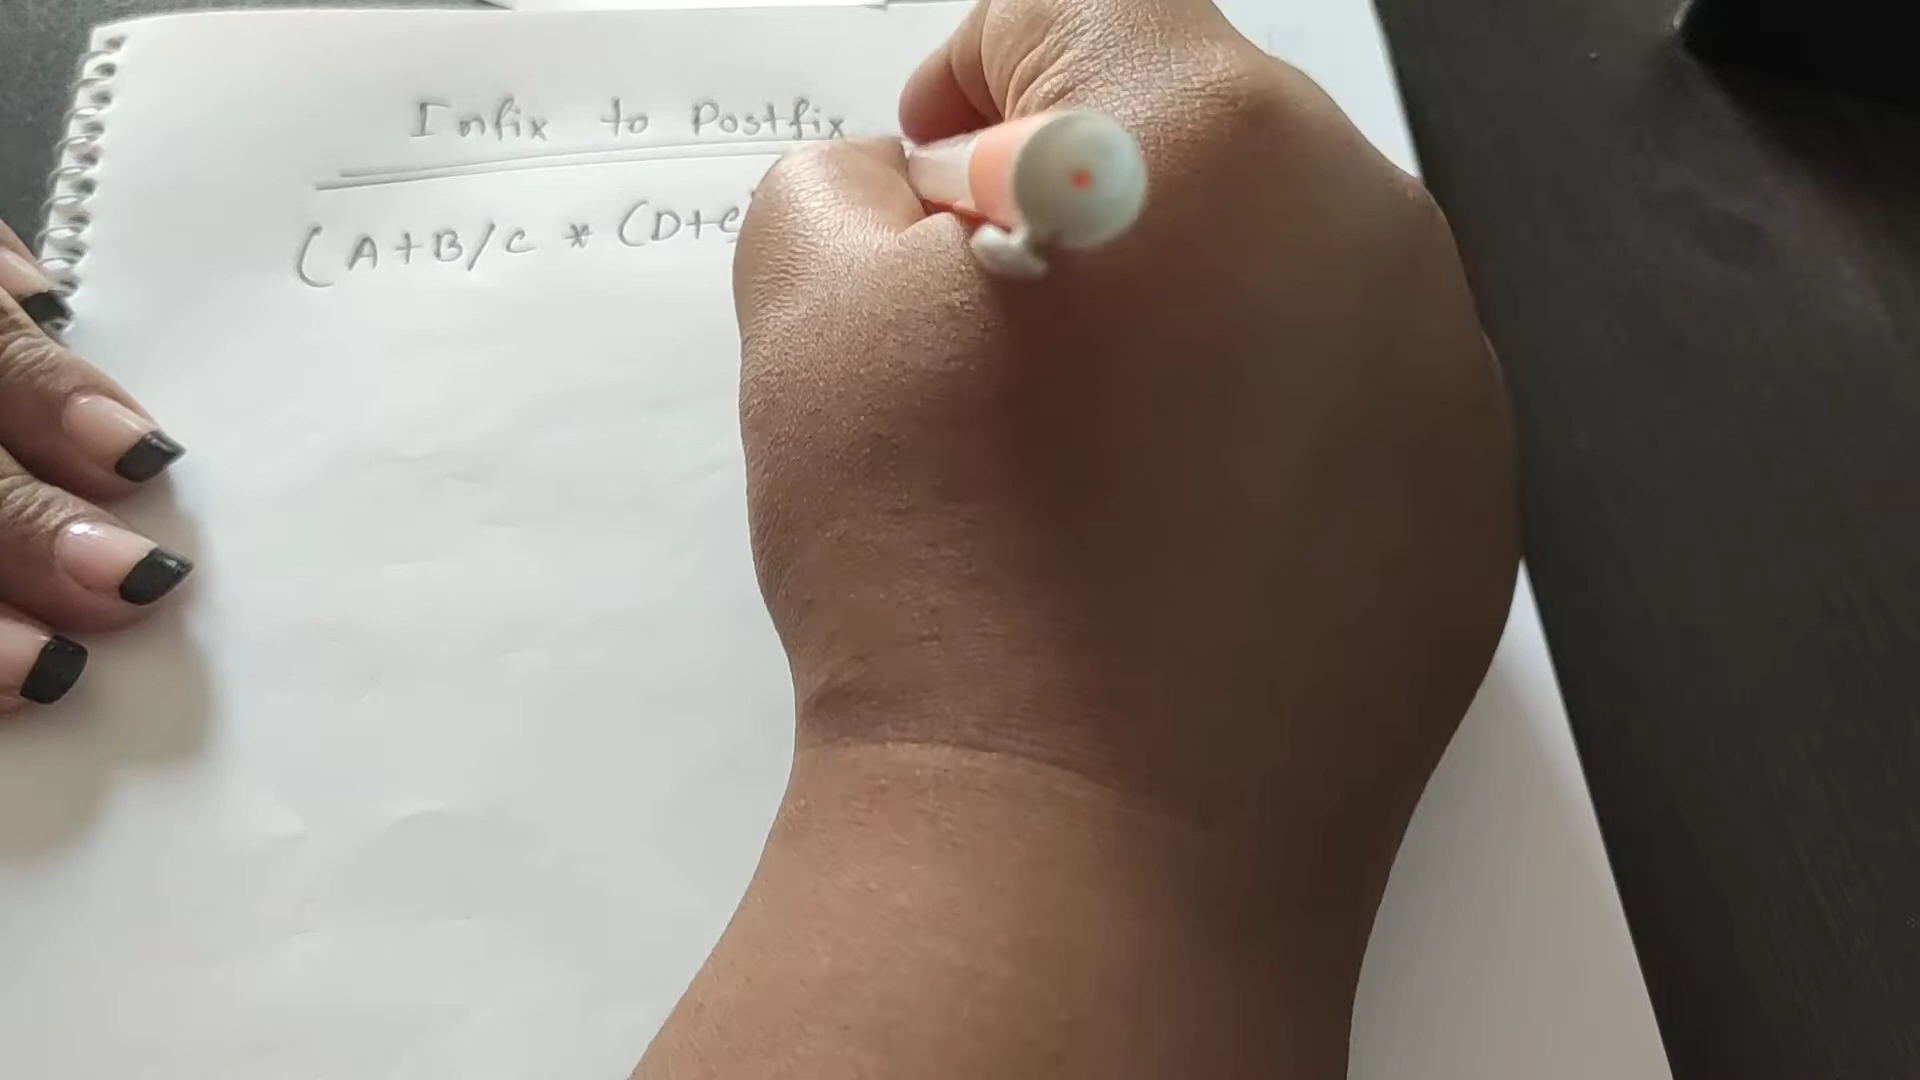 Infix to Postfix
(A+B/C * (D+C